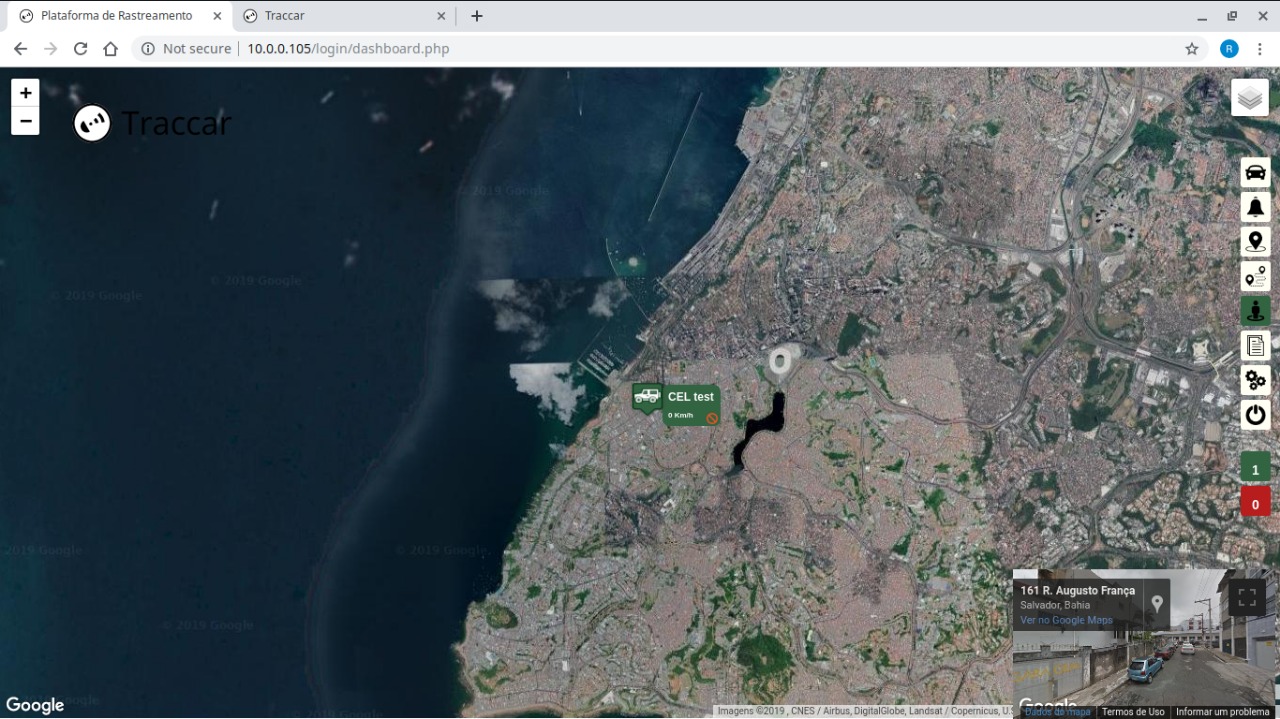 Plataforma de Rastreamento
Traccar
Not secure
10.0.0.105/login/dashboard.php
R
+
−
Traccar
© 2019 Google
© 2019 Google
© 2019 Google
CEL test
0 Km/h
1
0
2019 Google
© 2019 Google
161 R. Augusto França
Salvador, Bahia
Ver no Google Maps
© 2019 Google
Google
Google
Imagens ©2019 , CNES / Airbus, DigitalGlobe, Landsat / Copernicus, U.S
Dados do mapa
Termos de Uso
Informar um problema